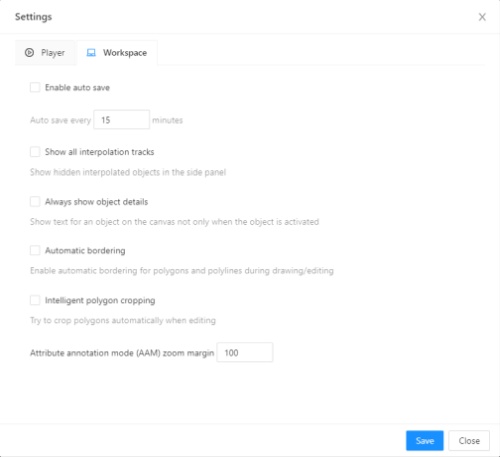 Settings
Player Workspace
Enable auto save
Auto save every 15 minutes
Show all interpolation tracks
Show hidden interpolated objects in the side panel
Always show object details
Show text for an object on the canvas not only when the object is activated
Automatic bordering
Enable automatic bordering for polygons and polylines during drawing/editing
Intelligent polygon cropping
Try to crop polygons automatically when editing
Attribute annotation mode (AAM) zoom margin 100
Save Close